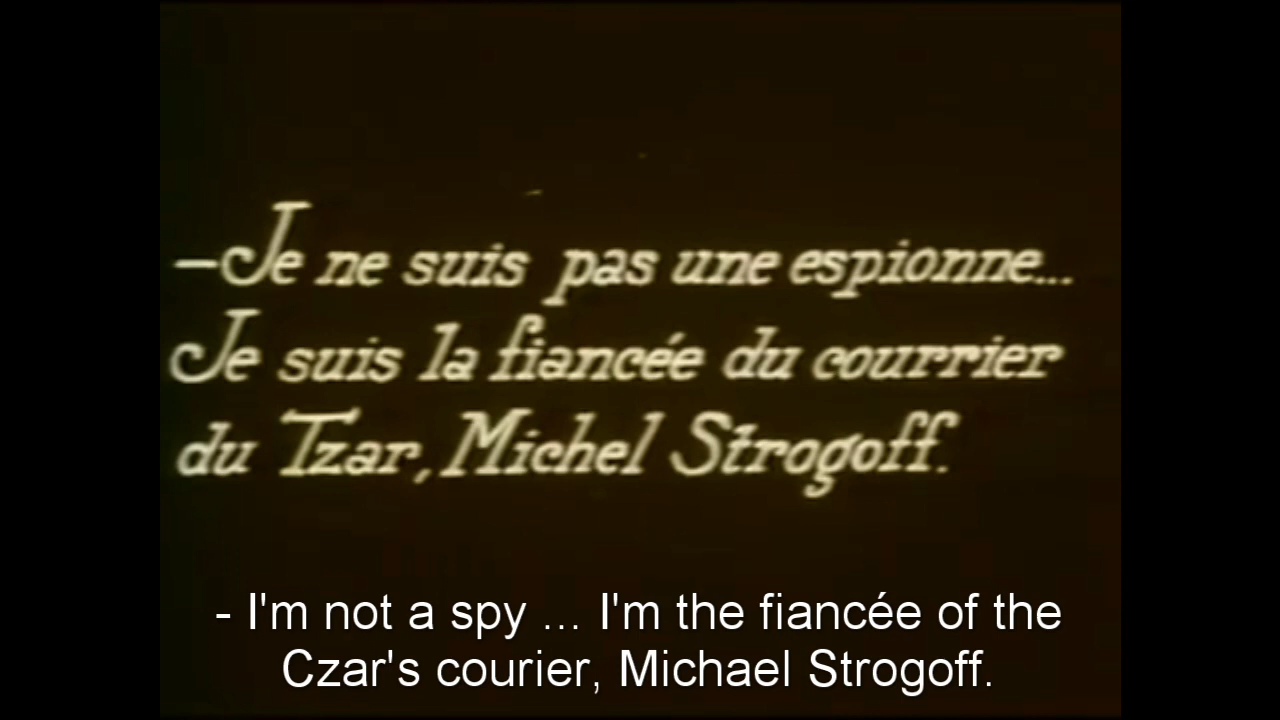 —Je ne suis pas une espionne...
Je suis la fiancée du courrier
du Tzar, Michel Strogoff.
- I'm not a spy ... I'm the fiancée of the
Czar's courier, Michael Strogoff.